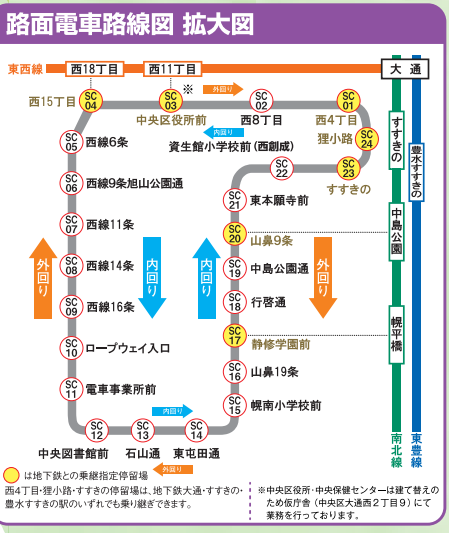 路面電車路線図 拡大図
東西線
西18丁目
西11丁目
大通
西15丁目
SC
04
SC
03
※
外回り
SC
02
SC
01
中央区役所前
西8丁目
西4丁目
内回り
狸小路
SC
24
資生館小学校前(西創成)
SC
22
SC
23
すすきの
すすきの
豊水すすきの
SC
05
西線6条
SC
06
西線9条旭山公園通
SC
07
西線11条
SC
08
西線14条
SC
09
西線16条
SC
10
ロープウェイ入口
SC
11
電車事業所前
外回り
内回り
内回り
外回り
SC
21
東本願寺前
SC
20
山鼻9条
SC
19
中島公園通
SC
18
行啓通
SC
17
静修学園前
SC
16
山鼻19条
SC
15
幌南小学校前
中島公園
幌平橋
内回り
SC
12
SC
13
SC
14
中央図書館前
石山通
東屯田通
外回り
南北線
東豊線
は地下鉄との乗継指定停留場
西4丁目・狸小路・すすきの停留場は、地下鉄大通・すすきの・
豊水すすきの駅のいずれでも乗り継ぎできます。
※中央区役所・中央保健センターは建て替えの
ため仮庁舎(中央区大通西2丁目9)にて
業務を行っております。